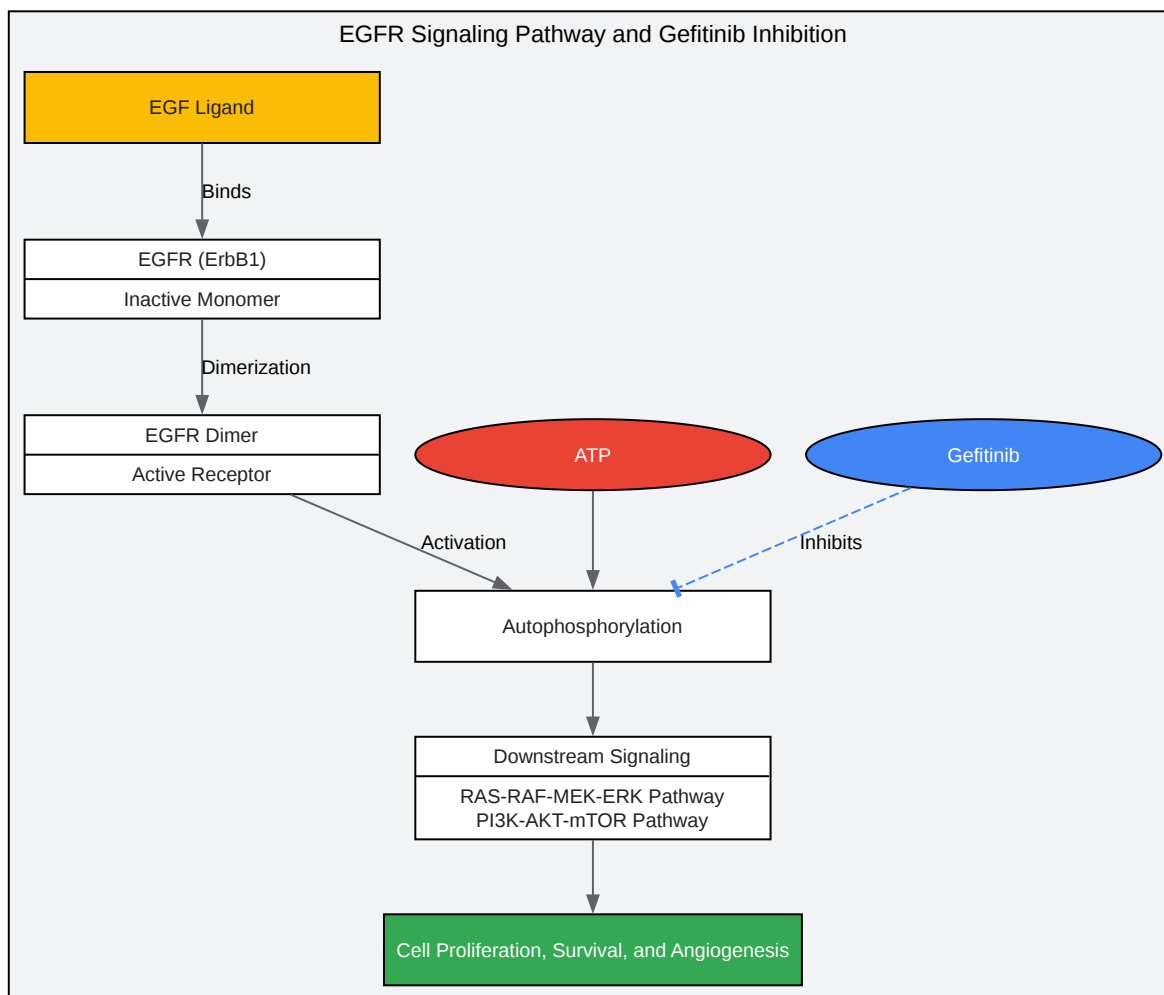 EGFR Signaling Pathway and Gefitinib Inhibition
EGF Ligand
Binds
EGFR (ErbB1)
Inactive Monomer
Dimerization
EGFR Dimer
Active Receptor
ATP
Gefitinib
Activation
Inhibits
Autophosphorylation
Downstream Signaling
RAS-RAF-MEK-ERK Pathway
PI3K-AKT-mTOR Pathway
Cell Proliferation, Survival, and Angiogenesis